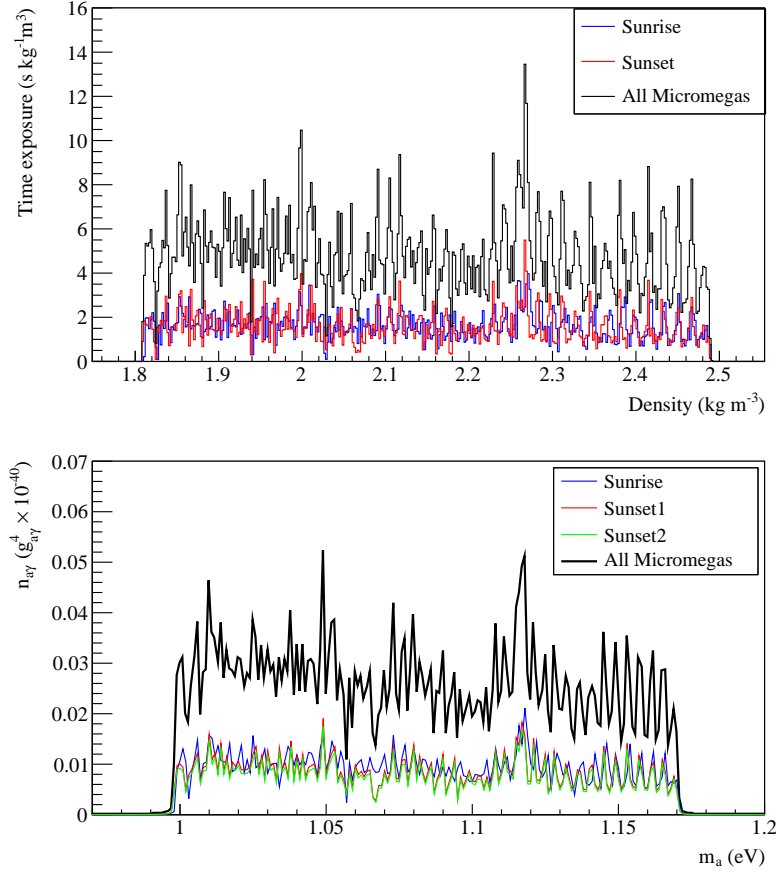 Time exposure (s kg⁻¹m³)
16
14
12
10
8
6
4
2
0
Sunrise
Sunset
All Micromegas
1.8 1.9 2 2.1 2.2 2.3 2.4 2.5
Density (kg m⁻³)
n_aγ (g⁴_aγ × 10⁻⁴⁰)
0.07
0.06
0.05
0.04
0.03
0.02
0.01
0
Sunrise
Sunset1
Sunset2
All Micromegas
1 1.05 1.1 1.15 1.2
m_a (eV)